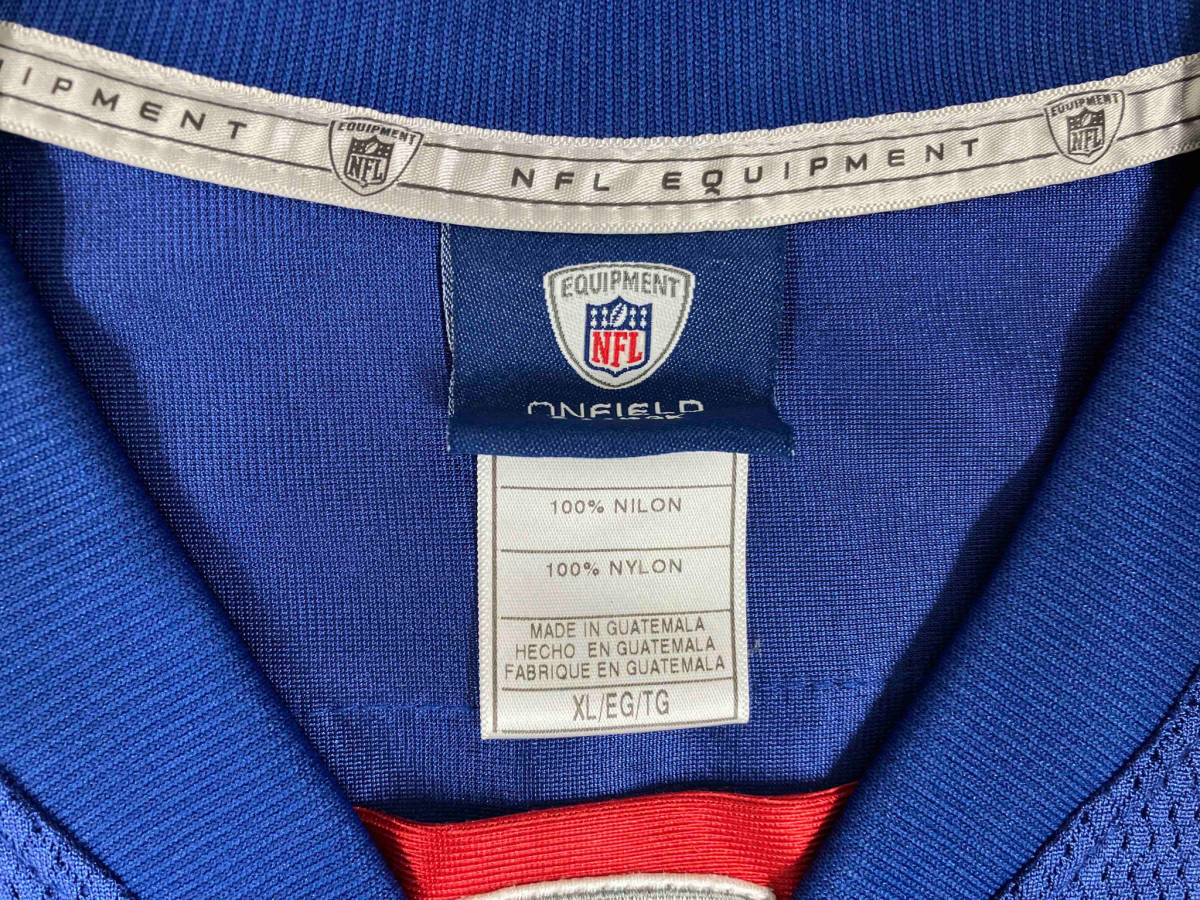 IPMENT
EQUIPMENT
NFL
NFL EQUIPMENT
EQUIPMENT
NFL
EQUIPMENT
NFL
ONFIELD
100% NILON
100% NYLON
MADE IN GUATEMALA
HECHO EN GUATEMALA
FABRIQUE EN GUATEMALA
XL/EG/TG